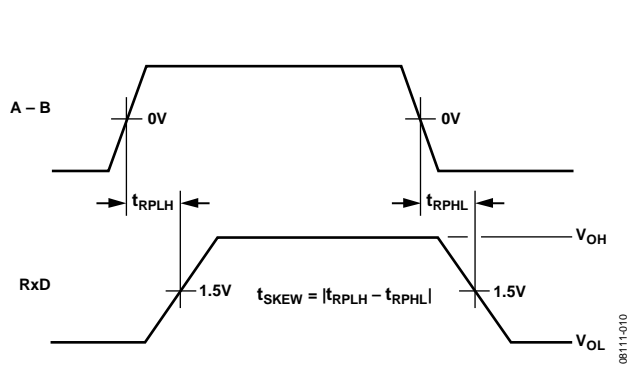 A – B
0V
0V
tRPLH
tRPHL
VOH
RxD
1.5V
tSKEW = |tRPLH – tRPHL|
1.5V
VOL
08111-010